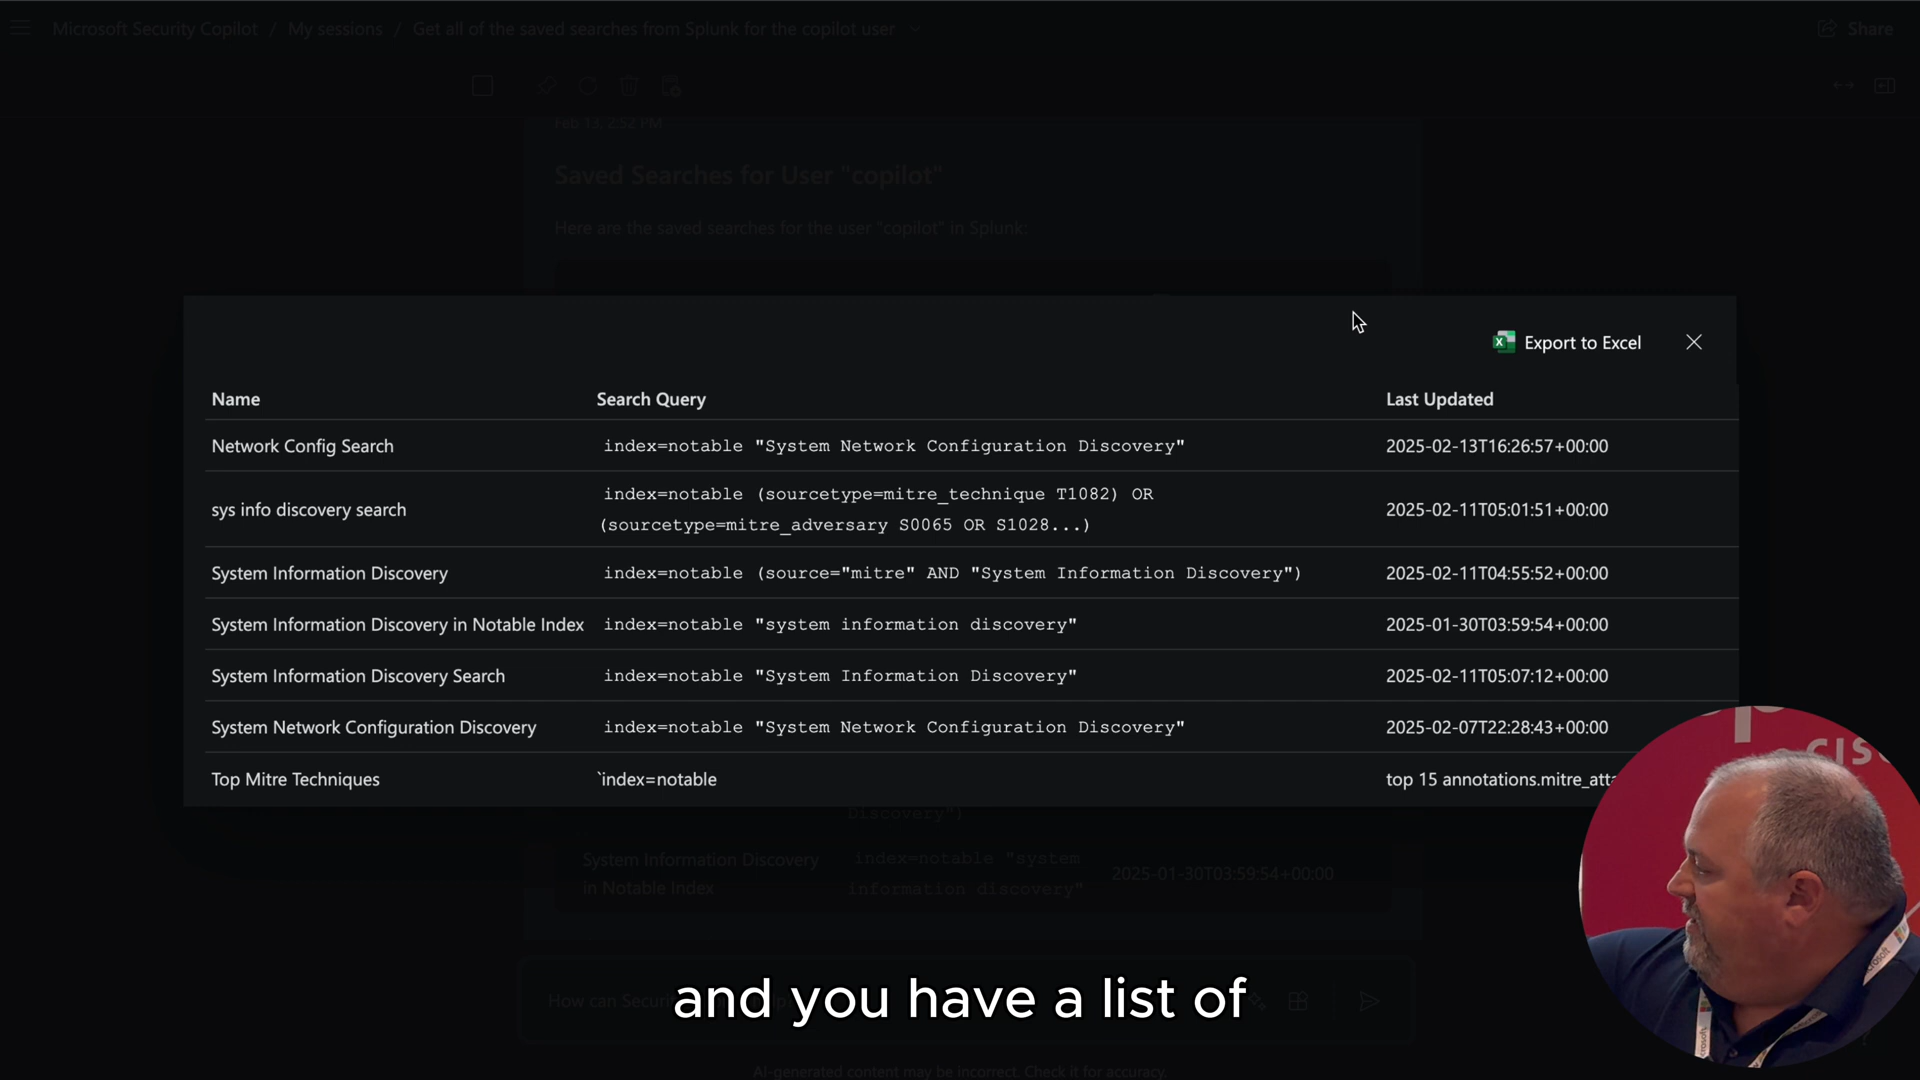 Microsoft Security Copilot / My sessions / Get all of the saved searches from Splunk for the copilot user
Share
Feb 13, 2:52 PM
Saved Searches for User "copilot"
Here are the saved searches for the user "copilot" in Splunk:
Export to Excel
Name Search Query Last Updated
Network Config Search index=notable "System Network Configuration Discovery" 2025-02-13T16:26:57+00:00
sys info discovery search index=notable (sourcetype=mitre_technique T1082) OR
(sourcetype=mitre_adversary S0065 OR S1028...) 2025-02-11T05:01:51+00:00
System Information Discovery index=notable (source="mitre" AND "System Information Discovery") 2025-02-11T04:55:52+00:00
System Information Discovery in Notable Index index=notable "system information discovery" 2025-01-30T03:59:54+00:00
System Information Discovery Search index=notable "System Information Discovery" 2025-02-11T05:07:12+00:00
System Network Configuration Discovery index=notable "System Network Configuration Discovery" 2025-02-07T22:28:43+00:00
Top Mitre Techniques `index=notable top 15 annotations.mitre_atta
Discovery")
System Information Discovery index=notable "system
in Notable Index information discovery" 2025-01-30T03:59:54+00:00
How can Securi
and you have a list of
AI-generated content may be incorrect. Check it for accuracy.